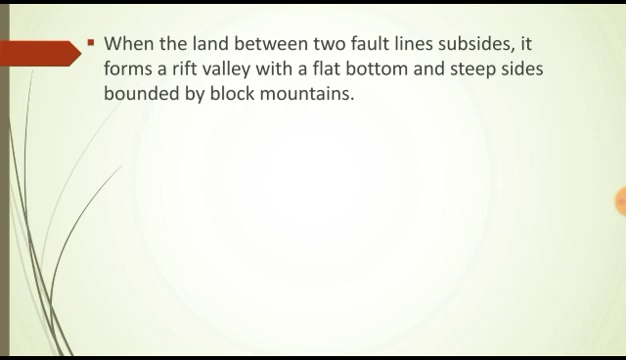 When the land between two fault lines subsides, it
forms a rift valley with a flat bottom and steep sides
bounded by block mountains.